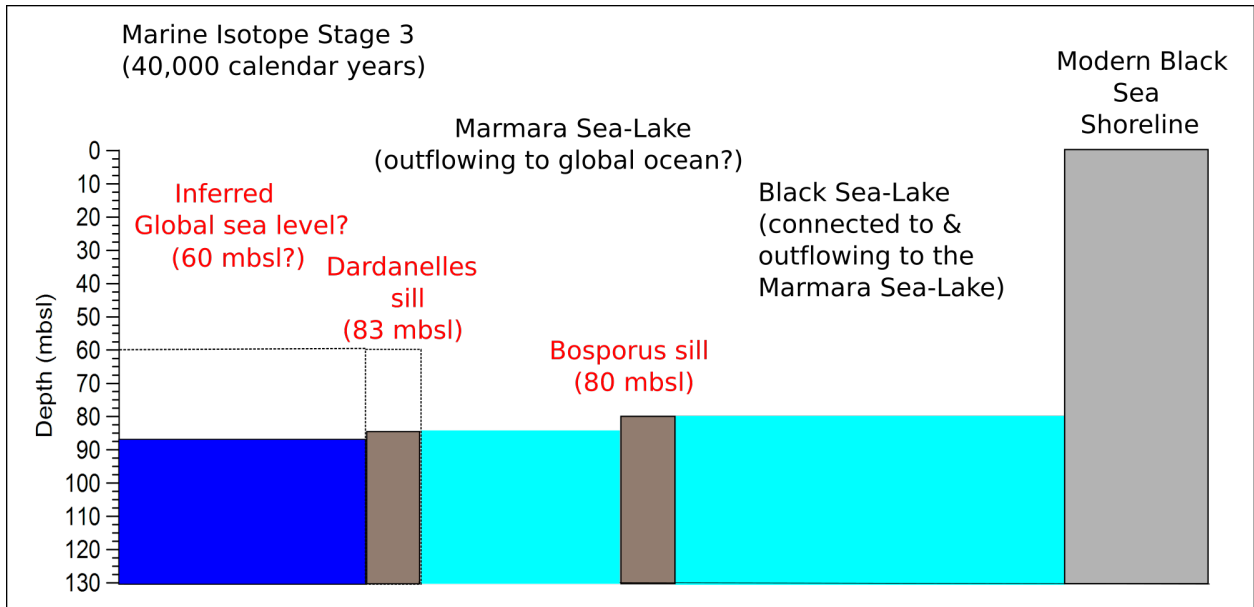 Marine Isotope Stage 3
(40,000 calendar years)
Modern Black
Sea
Shoreline
Marmara Sea-Lake
(outflowing to global ocean?)
Inferred
Global sea level?
(60 mbsl?)
Black Sea-Lake
(connected to &
outflowing to the
Marmara Sea-Lake)
Dardanelles
sill
(83 mbsl)
Bosporus sill
(80 mbsl)
Depth (mbsl)
0
10
20
30
40
50
60
70
80
90
100
110
120
130